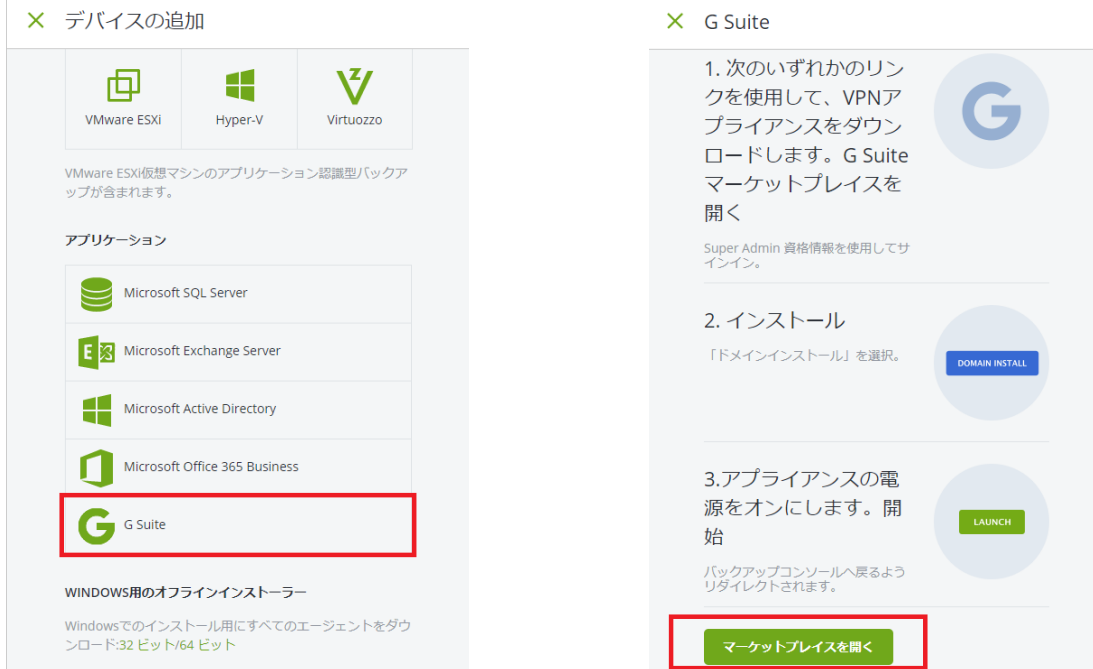 デバイスの追加
VMware ESXi
Hyper-V
Virtuozzo
VMware ESXi仮想マシンのアプリケーション認識型バックア
ップが含まれます。
アプリケーション
Microsoft SQL Server
Microsoft Exchange Server
Microsoft Active Directory
Microsoft Office 365 Business
G Suite
WINDOWS用のオフラインインストーラー
Windowsでのインストール用にすべてのエージェントをダウ
ンロード:32 ビット/64 ビット
G Suite
1. 次のいずれかのリン
クを使用して、VPNア
プライアンスをダウン
ロードします。G Suite
マーケットプレイスを
開く
Super Admin 資格情報を使用してサ
インイン。
2. インストール
「ドメインインストール」を選択。
DOMAIN INSTALL
3.アプライアンスの電
源をオンにします。開
始
LAUNCH
バックアップコンソールへ戻るよう
リダイレクトされます。
マーケットプレイスを開く